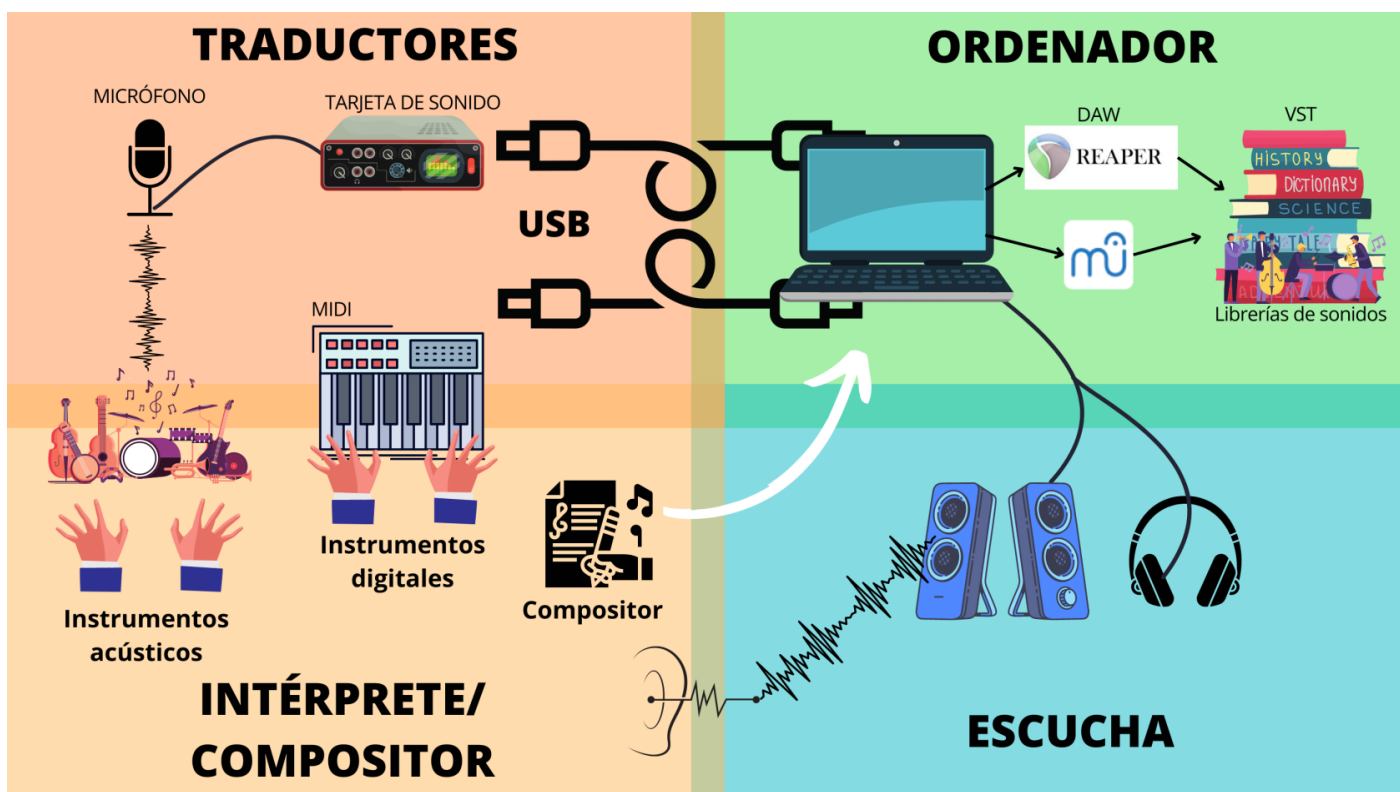 TRADUCTORES
ORDENADOR
MICRÓFONO
TARJETA DE SONIDO
DAW
VST
REAPER
HISTORY
DICTIONARY
SCIENCE
USB
mu
MIDI
Librerías de sonidos
Instrumentos
digitales
Compositor
Instrumentos
acústicos
INTÉRPRETE/
COMPOSITOR
ESCUCHA